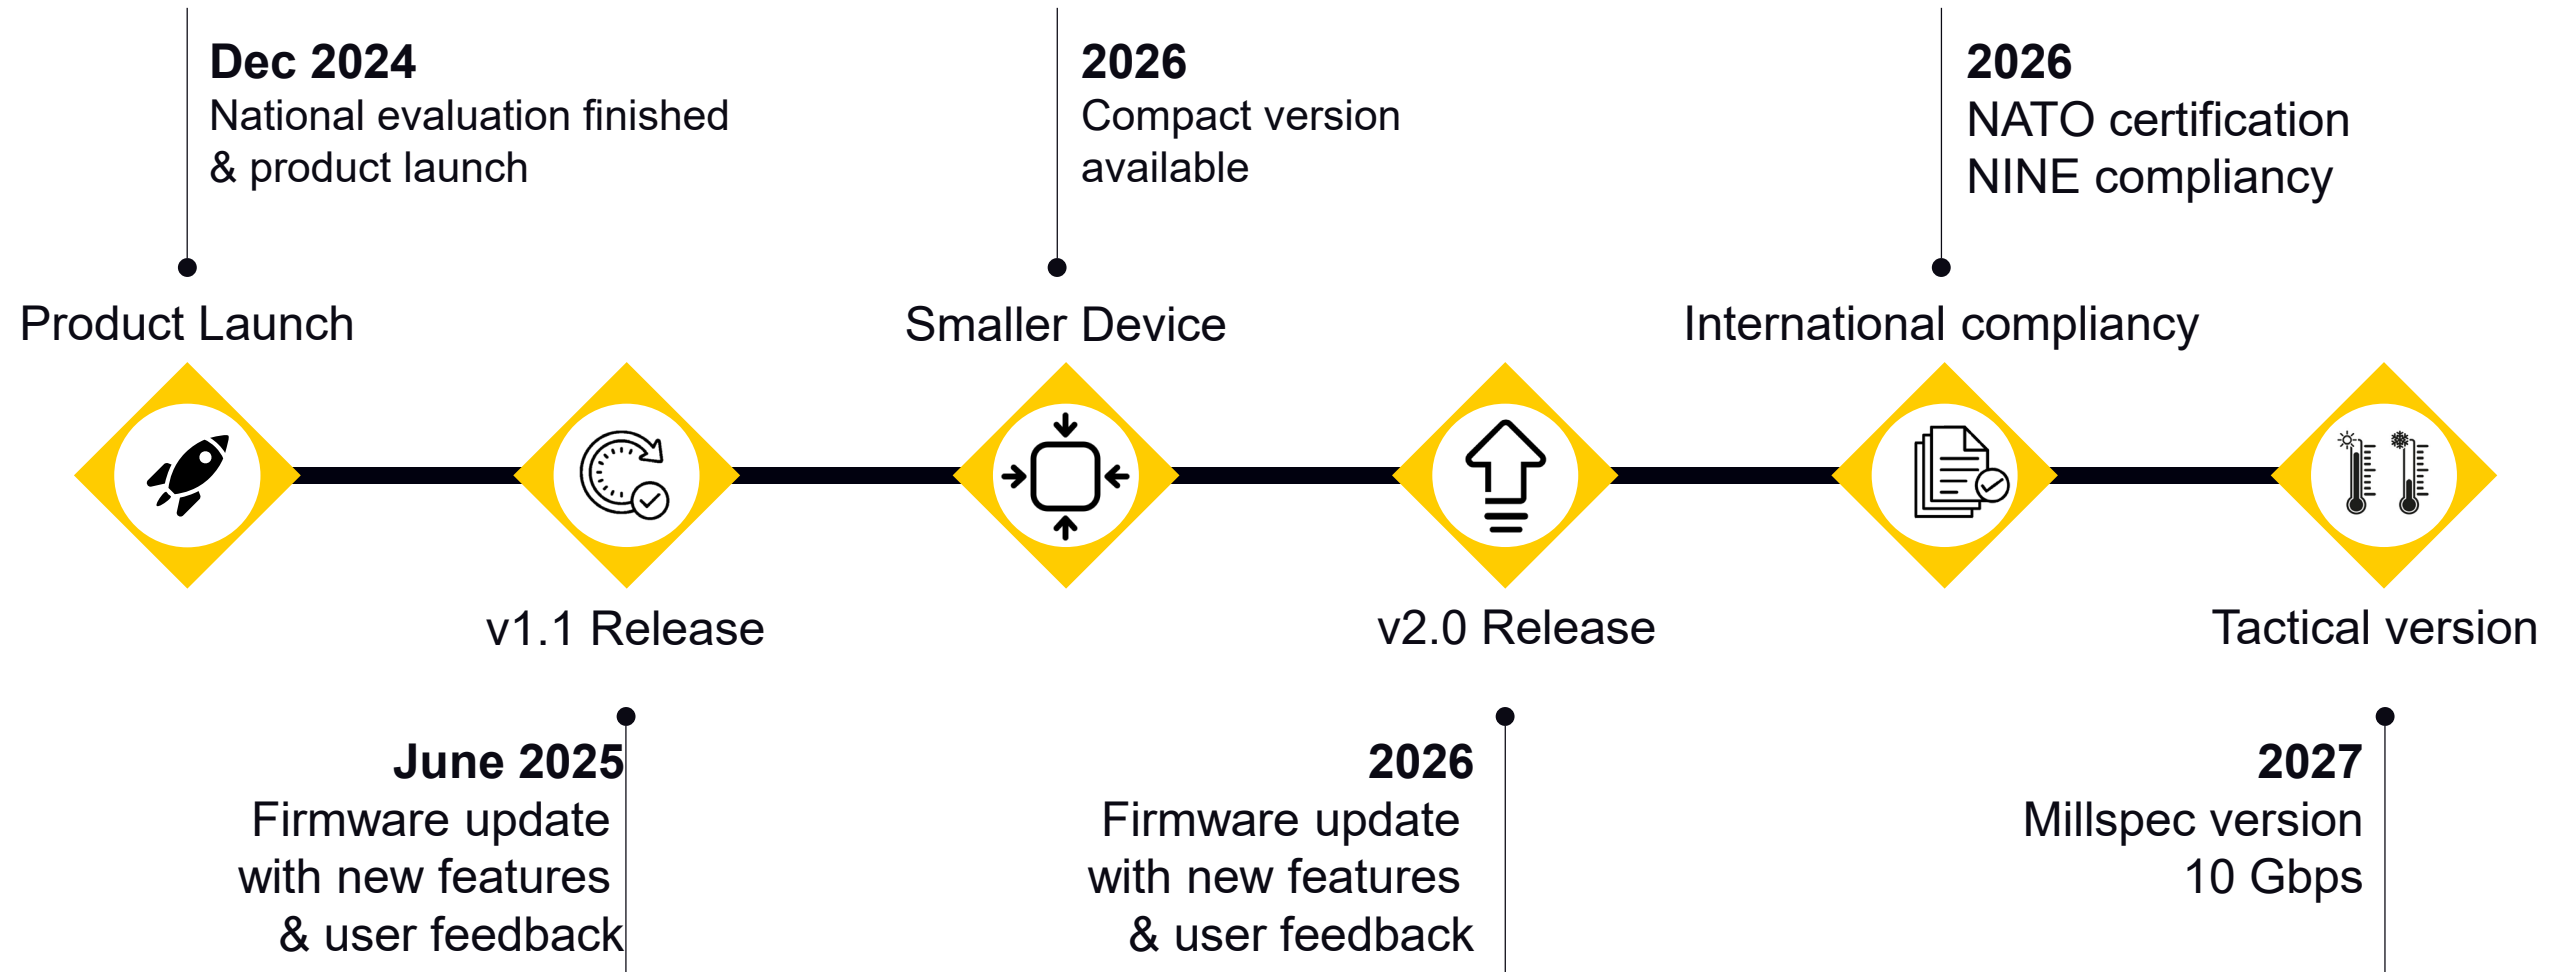 Dec 2024
National evaluation finished
& product launch
2026
Compact version
available
2026
NATO certification
NINE compliancy
Product Launch
Smaller Device
International compliancy
v1.1 Release
v2.0 Release
Tactical version
June 2025
Firmware update
with new features
& user feedback
2026
Firmware update
with new features
& user feedback
2027
Millspec version
10 Gbps